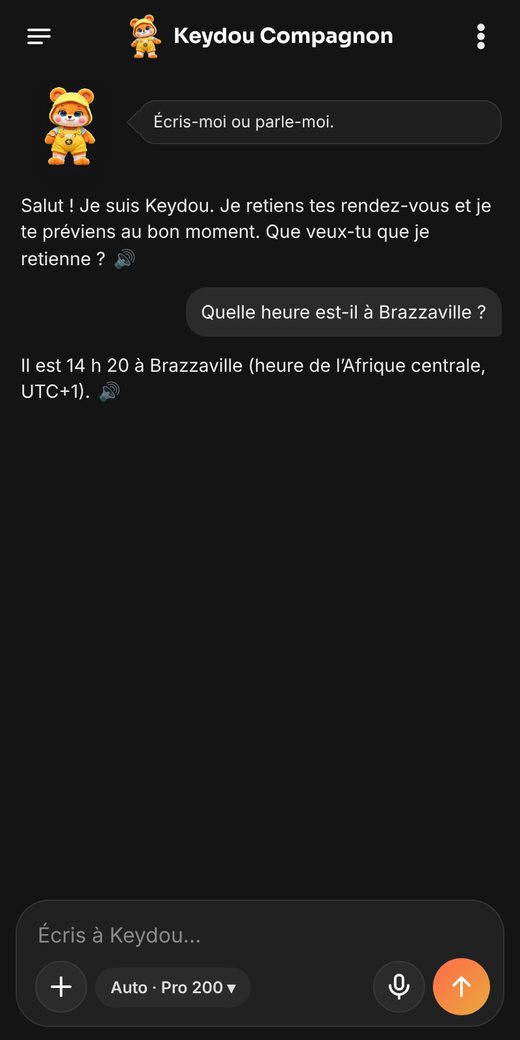 Keydou Compagnon
Écris-moi ou parle-moi.
Salut ! Je suis Keydou. Je retiens tes rendez-vous et je
te préviens au bon moment. Que veux-tu que je
retienne ? 🔊
Quelle heure est-il à Brazzaville ?
Il est 14 h 20 à Brazzaville (heure de l’Afrique centrale,
UTC+1). 🔊
Écris à Keydou...
Auto · Pro 200 ▾